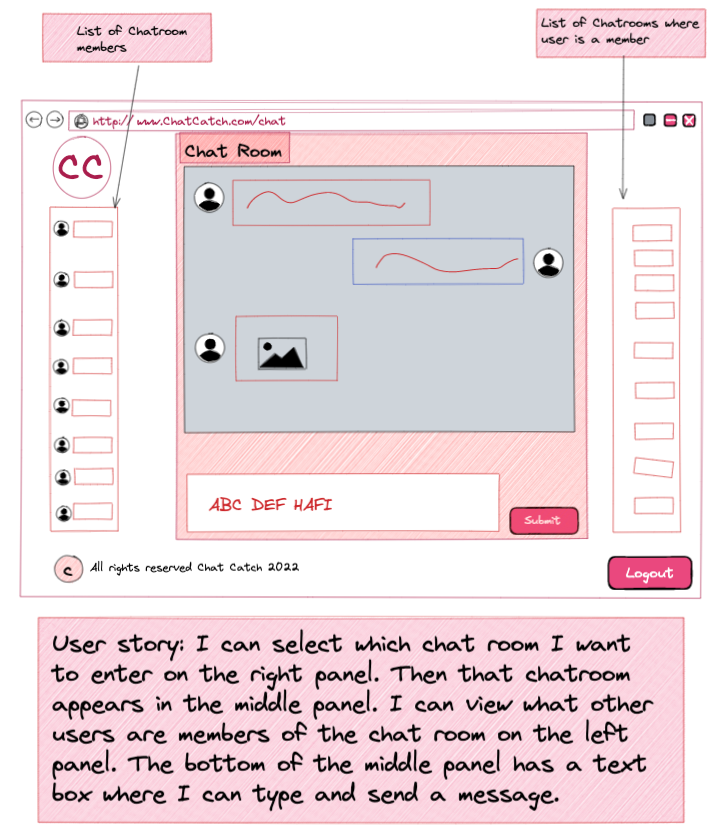 List of Chatroom
members
List of Chatrooms where
user is a member
http:// www.ChatCatch.com/chat
CC
Chat Room
ABC DEF HAFI
Submit
C All rights reserved Chat Catch 2022
Logout
User story: I can select which chat room I want
to enter on the right panel. Then that chatroom
appears in the middle panel. I can view what other
users are members of the chat room on the left
panel. The bottom of the middle panel has a text
box where I can type and send a message.